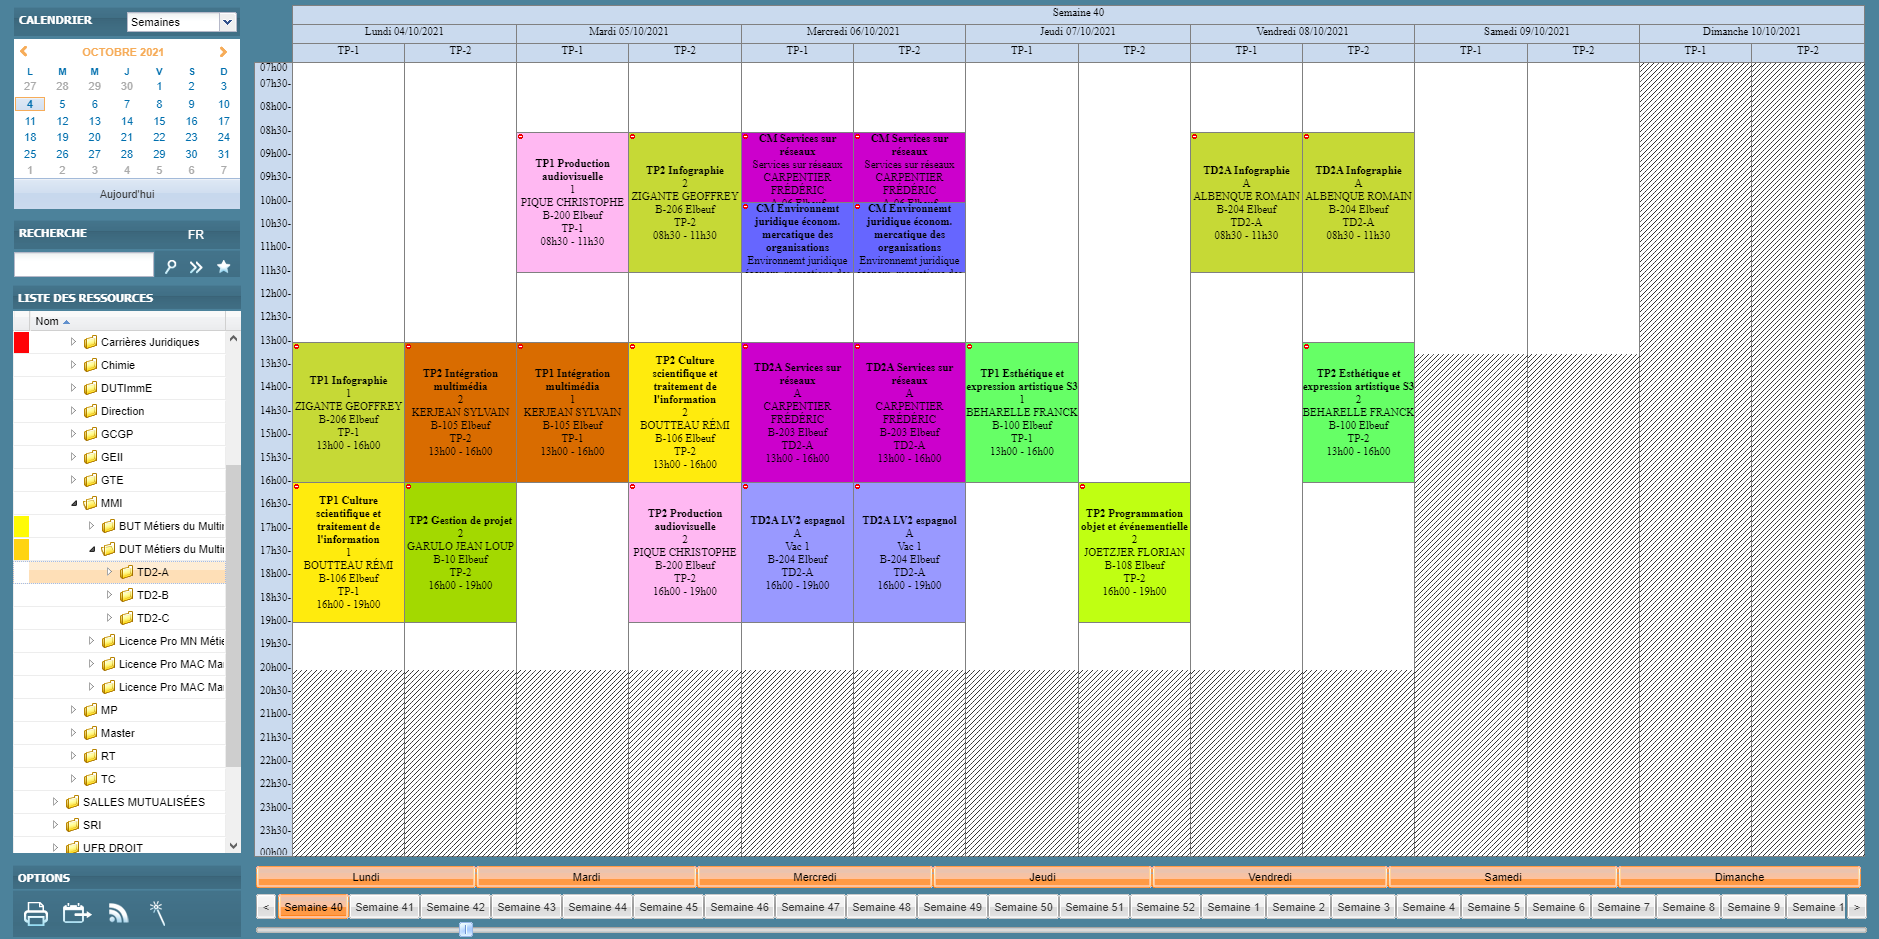 CALENDRIER
Semaines
OCTOBRE 2021
L M M J V S D
27 28 29 30 1 2 3
4 5 6 7 8 9 10
11 12 13 14 15 16 17
18 19 20 21 22 23 24
25 26 27 28 29 30 31
1 2 3 4 5 6 7
Aujourd'hui
RECHERCHE FR
LISTE DES RESSOURCES
Nom
Carrières Juridiques
Chimie
DUTImmE
Direction
GCGP
GEII
GTE
MMI
BUT Métiers du Multir
DUT Métiers du Multir
TD2-A
TD2-B
TD2-C
Licence Pro MN Métie
Licence Pro MAC Mar
Licence Pro MAC Mar
MP
Master
RT
TC
SALLES MUTUALISÉES
SRI
UFR DROIT
OPTIONS
Semaine 40
Lundi 04/10/2021 Mardi 05/10/2021 Mercredi 06/10/2021 Jeudi 07/10/2021 Vendredi 08/10/2021 Samedi 09/10/2021 Dimanche 10/10/2021
TP-1 TP-2 TP-1 TP-2 TP-1 TP-2 TP-1 TP-2 TP-1 TP-2 TP-1 TP-2 TP-1 TP-2
07h00
07h30-
08h00-
08h30-
09h00-
09h30-
10h00-
10h30-
11h00-
11h30-
12h00-
12h30-
13h00-
13h30-
14h00-
14h30-
15h00-
15h30-
16h00-
16h30-
17h00-
17h30-
18h00-
18h30-
19h00-
19h30-
20h00-
20h30-
21h00-
21h30-
22h00-
22h30-
23h00-
23h30-
00h00
TP1 Infographie
1
ZIGANTE GEOFFREY
B-206 Elbeuf
TP-1
13h00 - 16h00
TP1 Culture
scientifique et
traitement de
l'information
1
BOUTTEAU RÉMI
B-106 Elbeuf
TP-1
16h00 - 19h00
TP2 Intégration
multimédia
2
KERJEAN SYLVAIN
B-105 Elbeuf
TP-2
13h00 - 16h00
TP2 Gestion de projet
2
GARULO JEAN LOUP
B-10 Elbeuf
TP-2
16h00 - 19h00
TP1 Production
audiovisuelle
1
PIQUE CHRISTOPHE
B-200 Elbeuf
TP-1
08h30 - 11h30
TP1 Intégration
multimédia
1
KERJEAN SYLVAIN
B-105 Elbeuf
TP-1
13h00 - 16h00
TP2 Infographie
2
ZIGANTE GEOFFREY
B-206 Elbeuf
TP-2
08h30 - 11h30
TP2 Culture
scientifique et
traitement de
l'information
2
BOUTTEAU RÉMI
B-106 Elbeuf
TP-2
13h00 - 16h00
TP2 Production
audiovisuelle
2
PIQUE CHRISTOPHE
B-200 Elbeuf
TP-2
16h00 - 19h00
CM Services sur
réseaux
Services sur réseaux
CARPENTIER
FRÉDÉRIC
CM Environnemt
juridique économ.
mercatique des
organisations
Environnemt juridique
TD2A Services sur
réseaux
A
CARPENTIER
FRÉDÉRIC
B-203 Elbeuf
TD2-A
13h00 - 16h00
TD2A LV2 espagnol
A
Vac 1
B-204 Elbeuf
TD2-A
16h00 - 19h00
CM Services sur
réseaux
Services sur réseaux
CARPENTIER
FRÉDÉRIC
CM Environnemt
juridique économ.
mercatique des
organisations
Environnemt juridique
TD2A Services sur
réseaux
A
CARPENTIER
FRÉDÉRIC
B-203 Elbeuf
TD2-A
13h00 - 16h00
TD2A LV2 espagnol
A
Vac 1
B-204 Elbeuf
TD2-A
16h00 - 19h00
TP1 Esthétique et
expression artistique S3
1
BEHARELLE FRANCK
B-100 Elbeuf
TP-1
13h00 - 16h00
TP2 Programmation
objet et événementielle
2
JOETZJER FLORIAN
B-108 Elbeuf
TP-2
16h00 - 19h00
TD2A Infographie
A
ALBENQUE ROMAIN
B-204 Elbeuf
TD2-A
08h30 - 11h30
TD2A Infographie
A
ALBENQUE ROMAIN
B-204 Elbeuf
TD2-A
08h30 - 11h30
TP2 Esthétique et
expression artistique S3
2
BEHARELLE FRANCK
B-100 Elbeuf
TP-2
13h00 - 16h00
Lundi Mardi Mercredi Jeudi Vendredi Samedi Dimanche
< Semaine 40 Semaine 41 Semaine 42 Semaine 43 Semaine 44 Semaine 45 Semaine 46 Semaine 47 Semaine 48 Semaine 49 Semaine 50 Semaine 51 Semaine 52 Semaine 1 Semaine 2 Semaine 3 Semaine 4 Semaine 5 Semaine 6 Semaine 7 Semaine 8 Semaine 9 Semaine 1 >